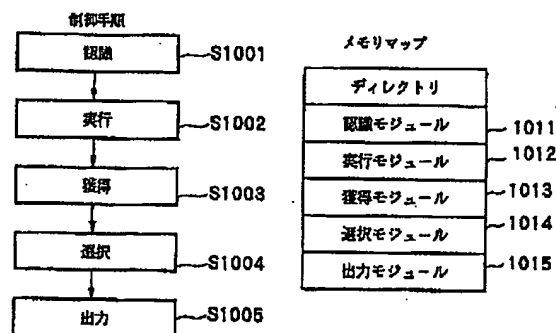 制御手順
認識 S1001
実行 S1002
獲得 S1003
選択 S1004
出力 S1005
メモリマップ
ディレクトリ
認識モジュール 1011
実行モジュール 1012
獲得モジュール 1013
選択モジュール 1014
出力モジュール 1015